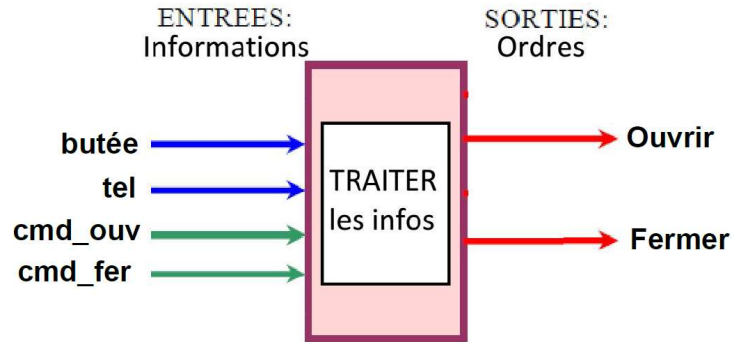 ENTREES:
Informations
SORTIES:
Ordres
butée
tel
cmd_ouv
cmd_fer
TRAITER
les infos
Ouvrir
Fermer